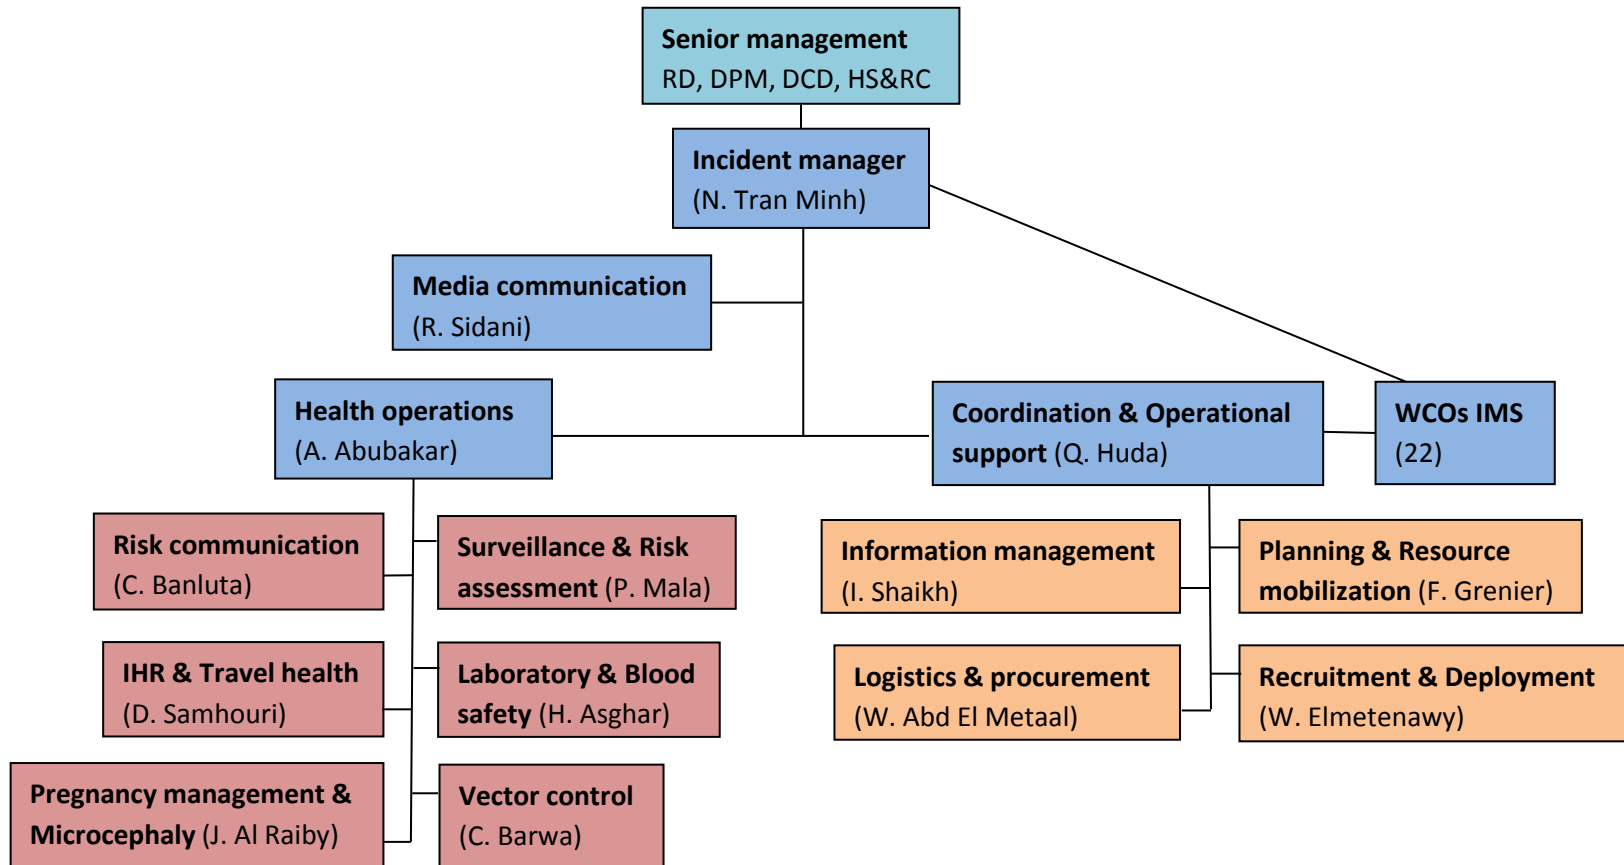 Senior management
RD, DPM, DCD, HS&RC
Incident manager
(N. Tran Minh)
Media communication
(R. Sidani)
Health operations
(A. Abubakar)
Coordination & Operational
support (Q. Huda)
WCOs IMS
(22)
Risk communication
(C. Banluta)
Surveillance & Risk
assessment (P. Mala)
Information management
(I. Shaikh)
Planning & Resource
mobilization (F. Grenier)
IHR & Travel health
(D. Samhouri)
Laboratory & Blood
safety (H. Asghar)
Logistics & procurement
(W. Abd El Metaal)
Recruitment & Deployment
(W. Elmetenawy)
Pregnancy management &
Microcephaly (J. Al Raiby)
Vector control
(C. Barwa)